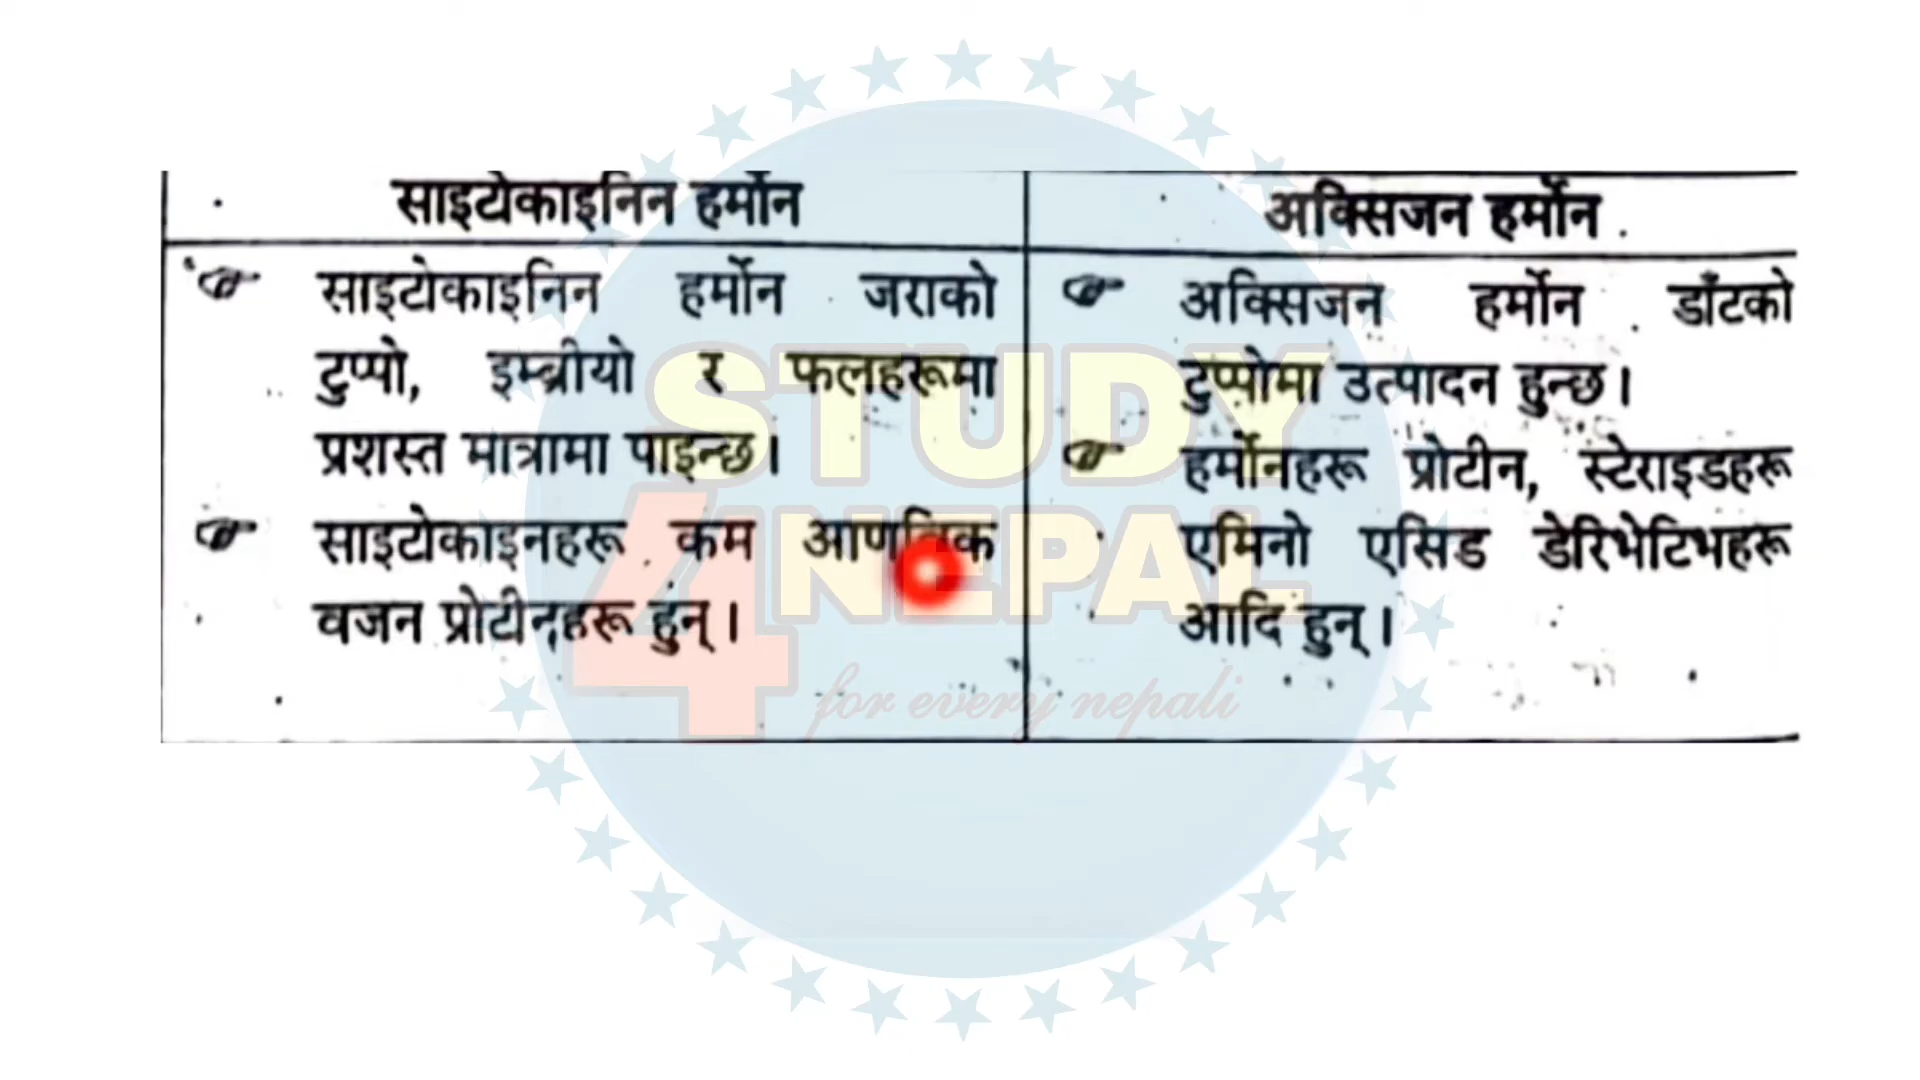 साइटोकाइनिन हर्मोन
साइटोकाइनिन हर्मोन जराको
टुप्पो, इम्ब्रीयो र फलहरूमा
प्रशस्त मात्रामा पाइन्छ।
साइटोकाइनहरू कम आणविक
वजन प्रोटीनहरू हुन्।
अक्सिजन हर्मोन
अक्सिजन हर्मोन डाँटको
टुप्पोमा उत्पादन हुन्छ।
हर्मोनहरू प्रोटीन, स्टेराइडहरू
एमिनो एसिड डेरिभेटिभहरू
आदि हुन्।
STUDY
4 NEPAL
for every nepali